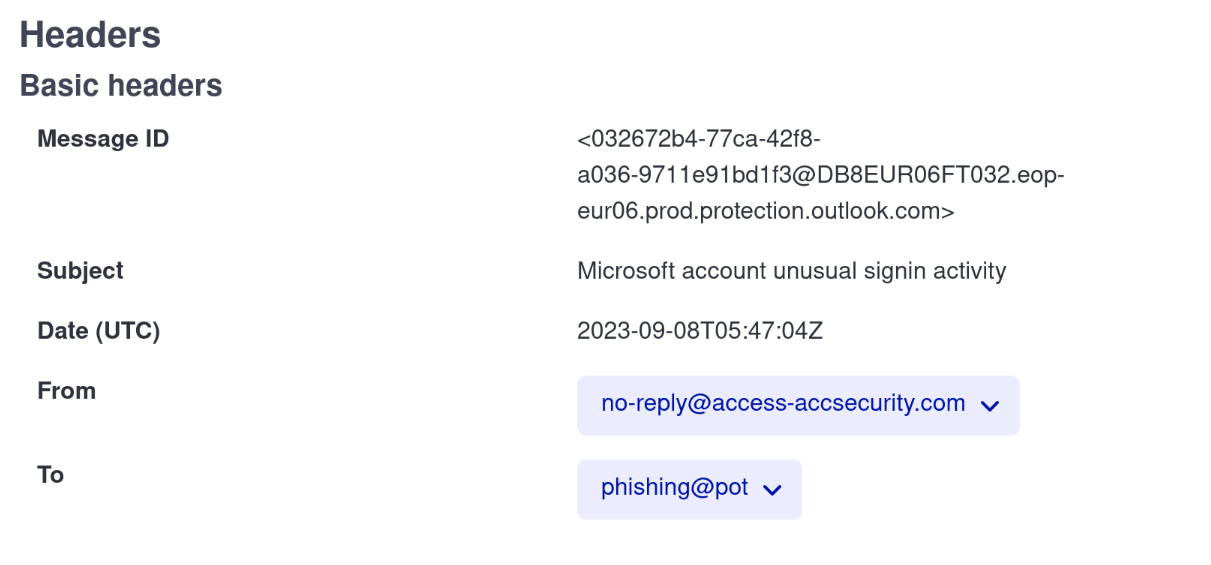 Headers
Basic headers
Message ID
<032672b4-77ca-42f8-
a036-9711e91bd1f3@DB8EUR06FT032.eop-
eur06.prod.protection.outlook.com>
Subject
Microsoft account unusual signin activity
Date (UTC)
2023-09-08T05:47:04Z
From
no-reply@access-accsecurity.com
To
phishing@pot